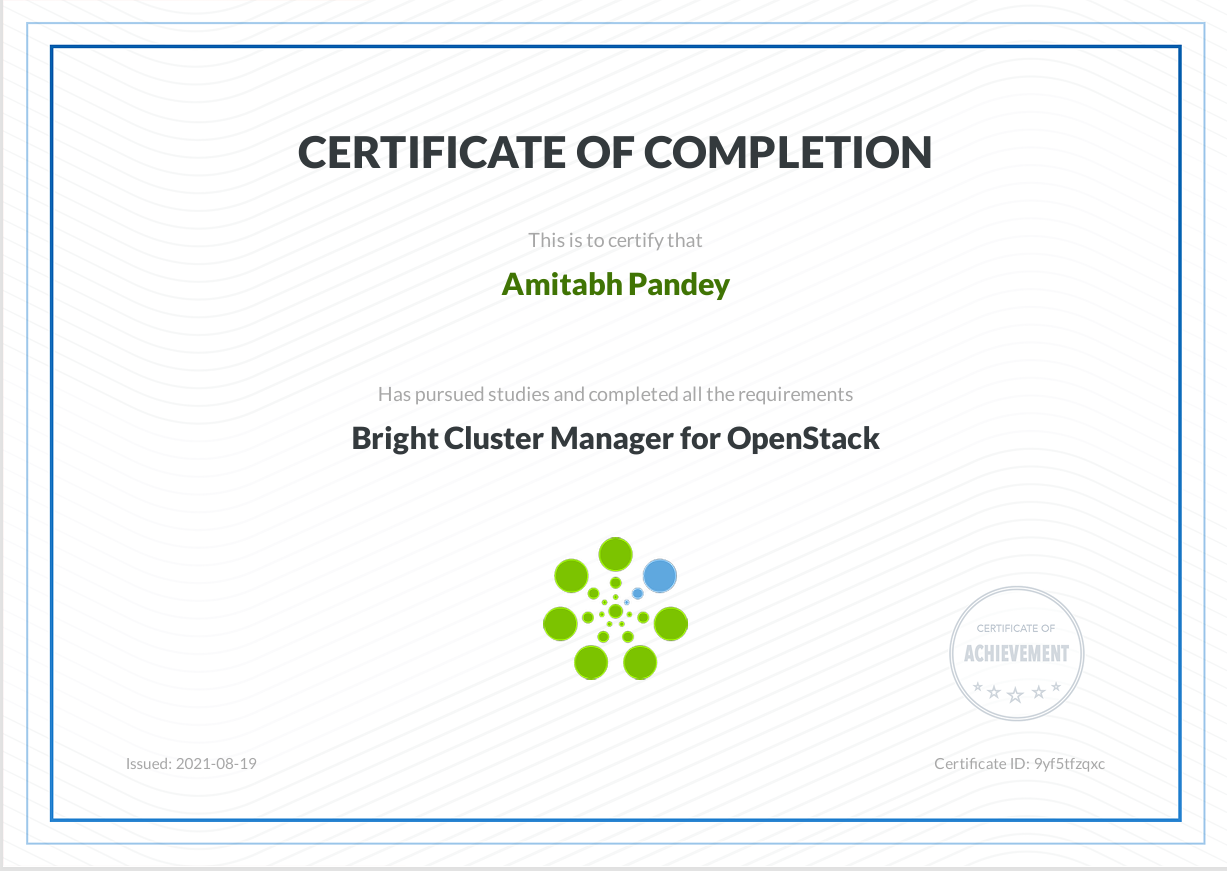 CERTIFICATE OF COMPLETION
This is to certify that
Amitabh Pandey
Has pursued studies and completed all the requirements
Bright Cluster Manager for OpenStack
CERTIFICATE OF
ACHIEVEMENT
Issued: 2021-08-19
Certificate ID: 9yf5tfzqxc